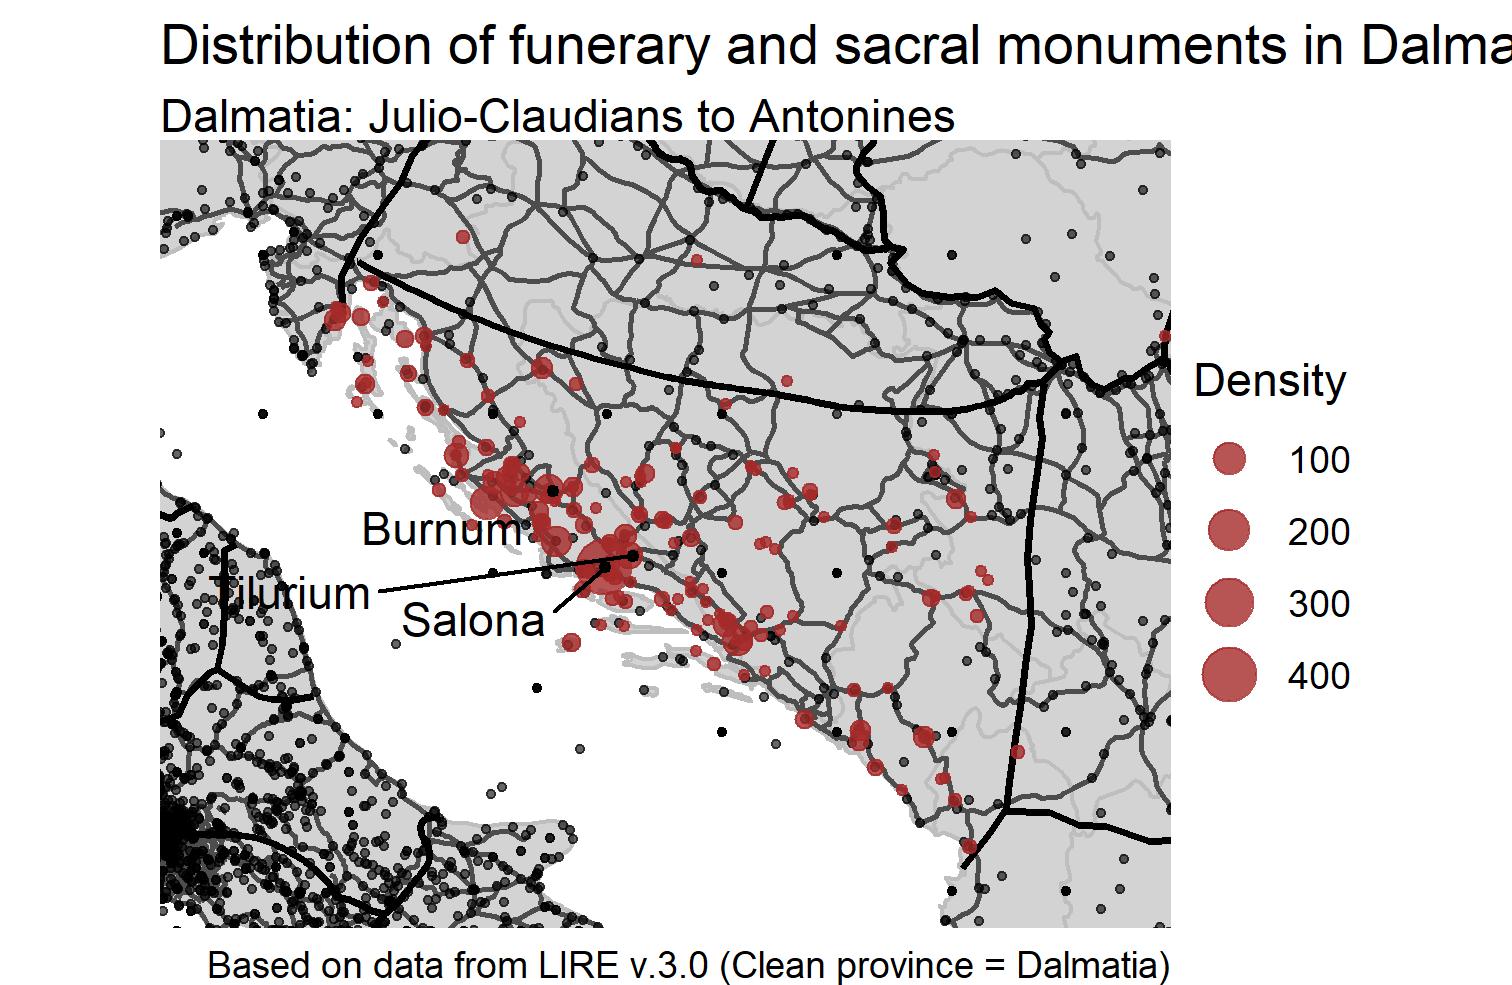 Distribution of funerary and sacral monuments in Dalma
Dalmatia: Julio-Claudians to Antonines
Burnum
Tilurium
Salona
Density
100
200
300
400
Based on data from LIRE v.3.0 (Clean province = Dalmatia)